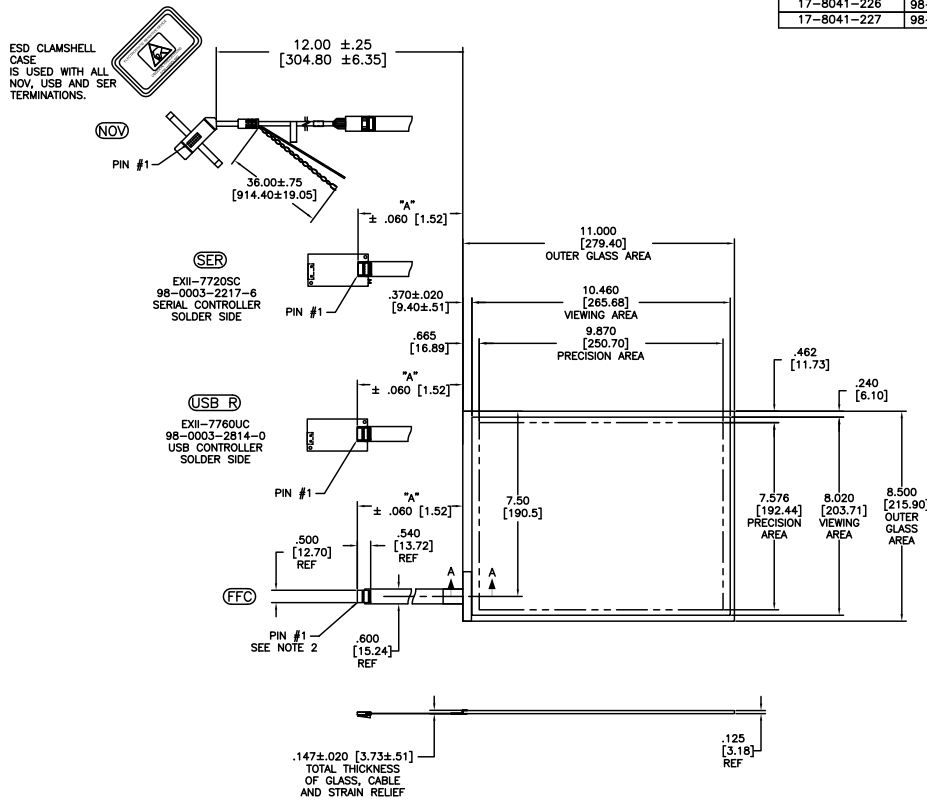 17-8041-226 98-
17-8041-227 98-
ESD CLAMSHELL
CASE
IS USED WITH ALL
NOV, USB AND SER
TERMINATIONS.
12.00 ±.25
[304.80 ±6.35]
NOV
PIN #1
36.00±.75
[914.40±19.05]
"A"
± .060 [1.52]
11.000
[279.40]
OUTER GLASS AREA
SER
EXII-7720SC
98-0003-2217-6
SERIAL CONTROLLER
SOLDER SIDE
PIN #1
.370±.020
[9.40±.51]
10.460
[265.68]
VIEWING AREA
.665
[16.89]
9.870
[250.70]
PRECISION AREA
.462
[11.73]
"A"
± .060 [1.52]
.240
[6.10]
USB R
EXII-7760UC
98-0003-2814-0
USB CONTROLLER
SOLDER SIDE
PIN #1
"A"
± .060 [1.52]
7.50
[190.5]
7.576
[192.44]
PRECISION
AREA
8.020
[203.71]
VIEWING
AREA
8.500
[215.90]
OUTER
GLASS
AREA
.500
[12.70]
REF
.540
[13.72]
REF
A
A
FFC
PIN #1
SEE NOTE 2
.600
[15.24]
REF
.147±.020 [3.73±.51]
TOTAL THICKNESS
OF GLASS, CABLE
AND STRAIN RELIEF
.125
[3.18]
REF